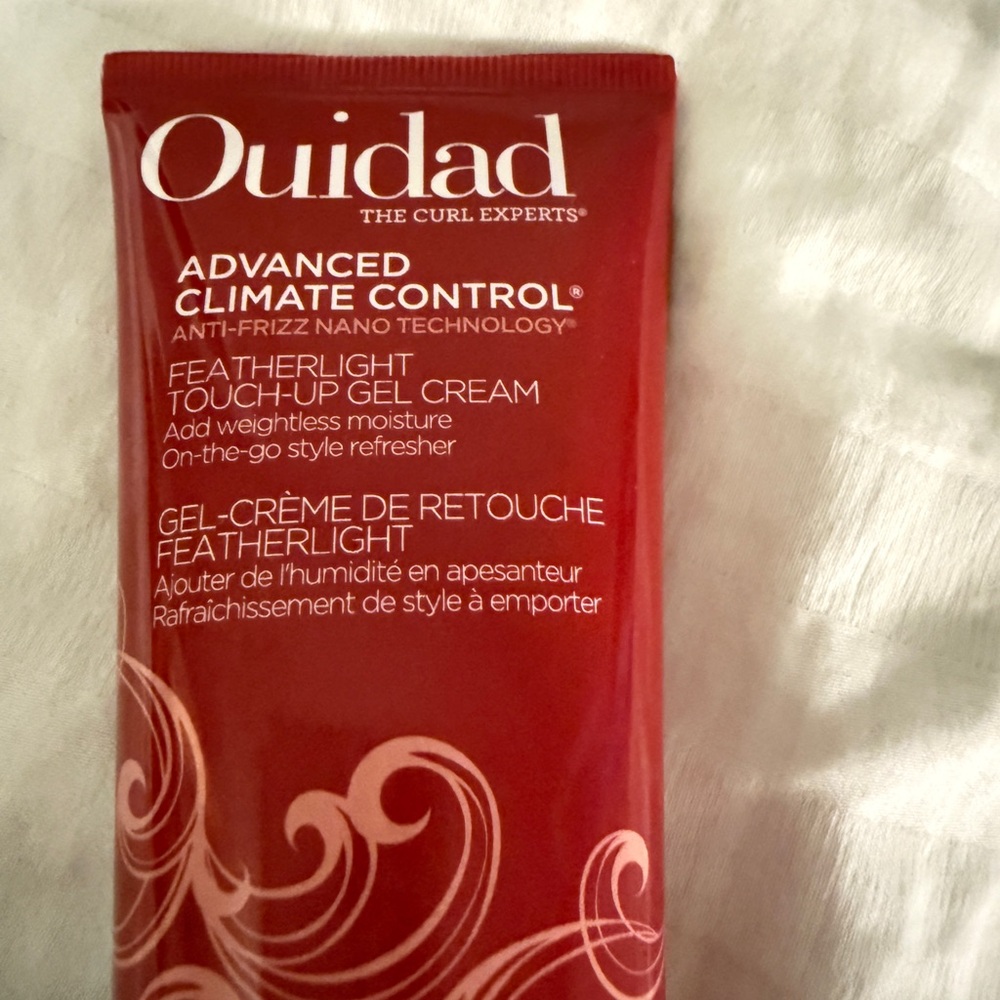 Ouidad
THE CURL EXPERTS®
ADVANCED
CLIMATE CONTROL®
ANTI-FRIZZ NANO TECHNOLOGY®
FEATHERLIGHT
TOUCH-UP GEL CREAM
Add weightless moisture
On-the-go style refresher
GEL-CRÈME DE RETOUCHE
FEATHERLIGHT
Ajouter de l'humidité en apesanteur
Rafraichissement de style à emporter